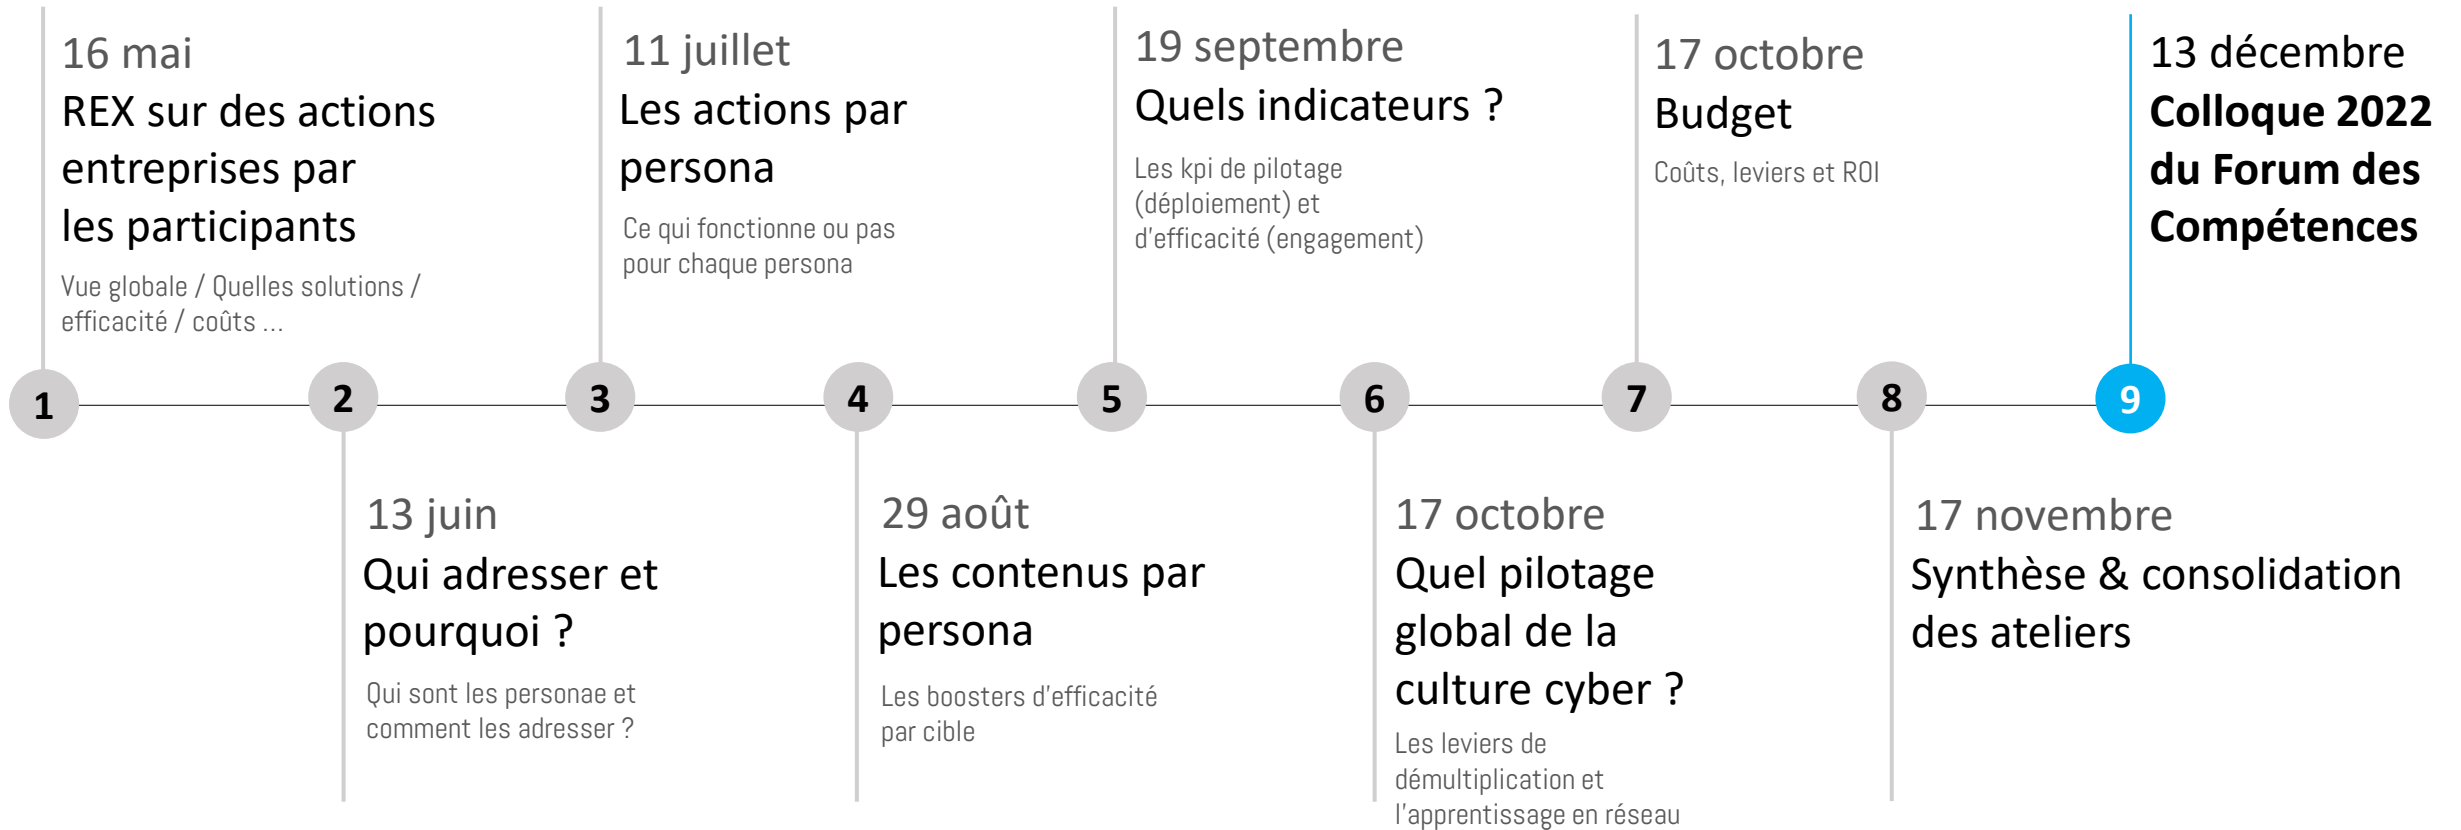 16 mai
REX sur des actions
entreprises par
les participants
Vue globale / Quelles solutions /
efficacité / coûts ...
11 juillet
Les actions par
persona
Ce qui fonctionne ou pas
pour chaque persona
19 septembre
Quels indicateurs ?
Les kpi de pilotage
(déploiement) et
d'efficacité (engagement)
17 octobre
Budget
Coûts, leviers et ROI
13 décembre
Colloque 2022
du Forum des
Compétences
1
2
3
4
5
6
7
8
9
13 juin
Qui adresser et
pourquoi ?
Qui sont les personae et
comment les adresser ?
29 août
Les contenus par
persona
Les boosters d'efficacité
par cible
17 octobre
Quel pilotage
global de la
culture cyber ?
Les leviers de
démultiplication et
l'apprentissage en réseau
17 novembre
Synthèse & consolidation
des ateliers